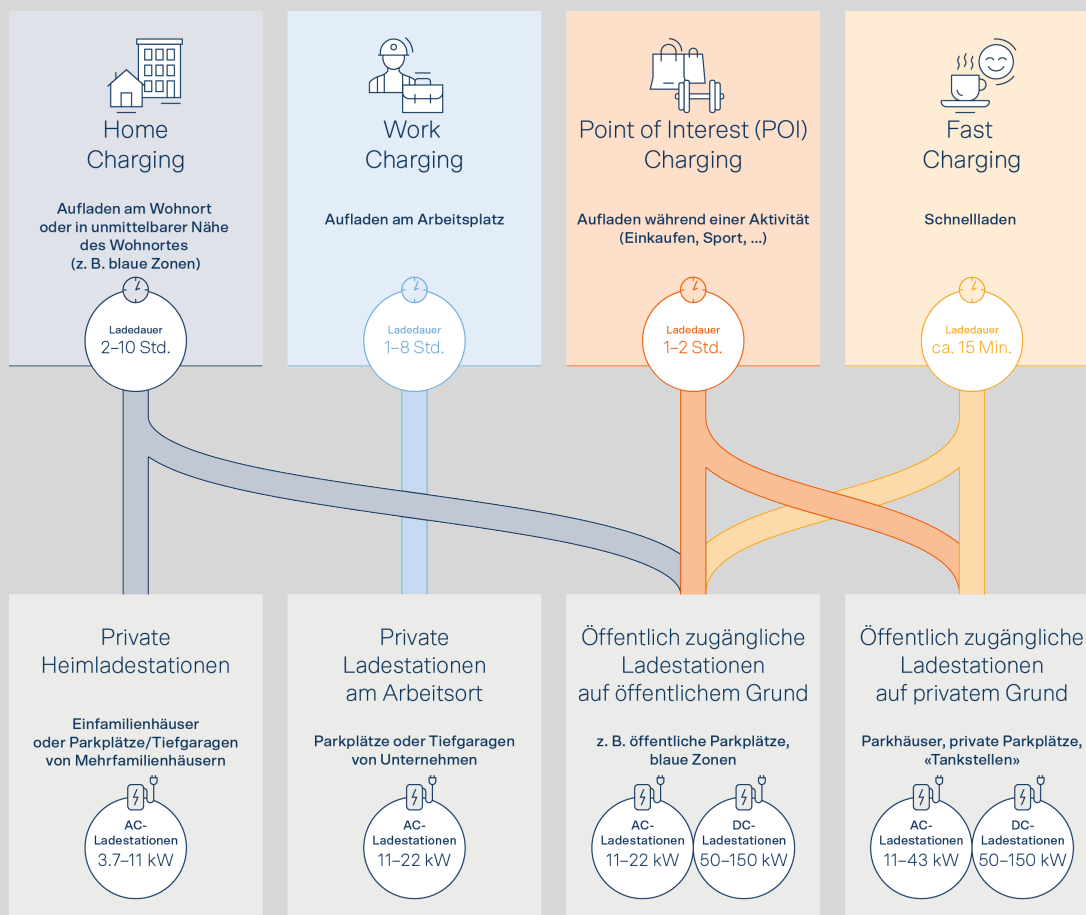 Home
Charging
Aufladen am Wohnort
oder in unmittelbarer Nähe
des Wohnortes
(z. B. blaue Zonen)
Ladedauer
2–10 Std.
Work
Charging
Aufladen am Arbeitsplatz
Ladedauer
1–8 Std.
Point of Interest (POI)
Charging
Aufladen während einer Aktivität
(Einkaufen, Sport, ...)
Ladedauer
1–2 Std.
Fast
Charging
Schnellladen
Ladedauer
ca. 15 Min.
Private
Heimladestationen
Einfamilienhäuser
oder Parkplätze/Tiefgaragen
von Mehrfamilienhäusern
AC-
Ladestationen
3.7–11 kW
Private
Ladestationen
am Arbeitsort
Parkplätze oder Tiefgaragen
von Unternehmen
AC-
Ladestationen
11–22 kW
Öffentlich zugängliche
Ladestationen
auf öffentlichem Grund
z. B. öffentliche Parkplätze,
blaue Zonen
AC-
Ladestationen
11–22 kW
DC-
Ladestationen
50–150 kW
Öffentlich zugängliche
Ladestationen
auf privatem Grund
Parkhäuser, private Parkplätze,
«Tankstellen»
AC-
Ladestationen
11–43 kW
DC-
Ladestationen
50–150 kW